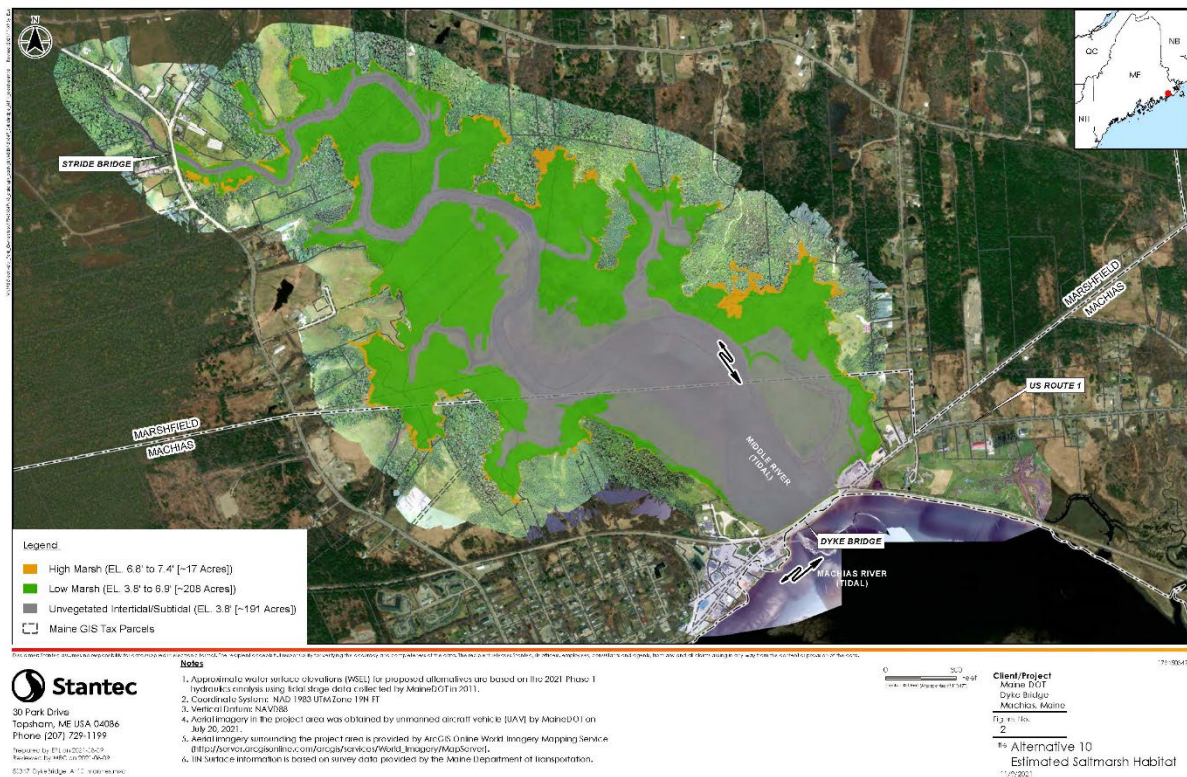 N
QC
NB
ME
NH
STRIDE BRIDGE
MARSHFIELD
MACHIAS
US ROUTE 1
MARSHFIELD
MACHIAS
MIDDLE RIVER
(TIDAL)
DYKE BRIDGE
MACHIAS RIVER
(TIDAL)
Legend
High Marsh (EL. 6.8' to 7.4' [~17 Acres])
Low Marsh (EL. 3.8' to 6.9' [~208 Acres])
Unvegetated Intertidal/Subtidal (EL. 3.8' [~191 Acres])
Maine GIS Tax Parcels
Stantec
30 Park Drive
Topsham, ME USA 04086
Phone (207) 729-1199
Notes
1. Approximate water surface elevations (WSEL) for proposed alternatives are based on the 2021 Phase 1
hydraulics analysis using tidal stage data collected by MaineDOT in 2011.
2. Coordinate System: NAD 1983 UTM Zone 19N FT
3. Vertical Datum: NAVD88
4. Aerial imagery in the project area was obtained by unmanned aircraft vehicle (UAV) by MaineDOT on
July 20, 2021.
5. Aerial imagery surrounding the project area is provided by ArcGIS Online World Imagery Mapping Service
(http://server.arcgisonline.com/arcgis/services/World_Imagery/MapServer).
6. TIN Surface information is based on survey data provided by the Maine Department of Transportation.
Client/Project
Maine DOT
Dyke Bridge
Machias, Maine
Figure No.
2
Title
Alternative 10
Estimated Saltmarsh Habitat